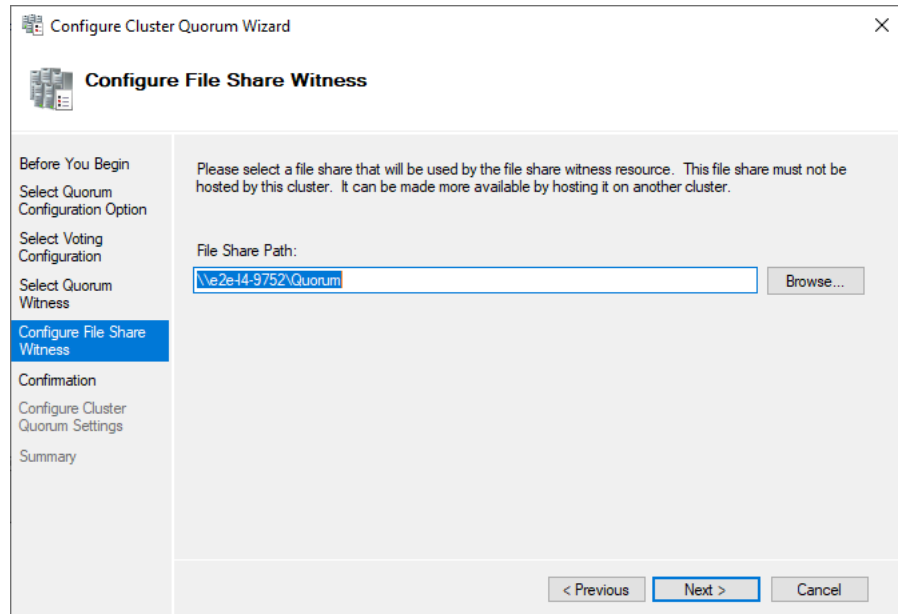 Configure Cluster Quorum Wizard
Configure File Share Witness
Before You Begin
Select Quorum
Configuration Option
Select Voting
Configuration
Select Quorum
Witness
Configure File Share
Witness
Confirmation
Configure Cluster
Quorum Settings
Summary
Please select a file share that will be used by the file share witness resource. This file share must not be
hosted by this cluster. It can be made more available by hosting it on another cluster.
File Share Path:
\\e2e-l4-9752\Quorum
Browse...
< Previous
Next >
Cancel